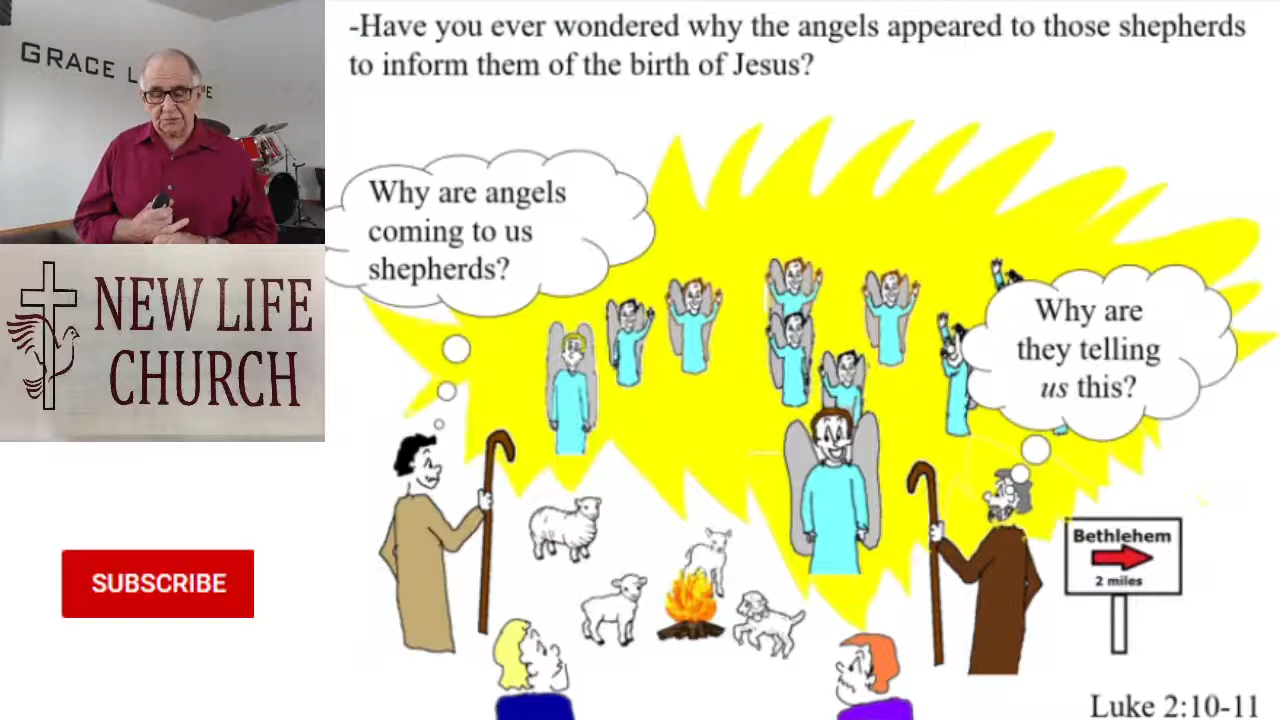 -Have you ever wondered why the angels appeared to those shepherds
to inform them of the birth of Jesus?
GRACE L
Why are angels
coming to us
shepherds?
NEW LIFE
CHURCH
Why are
they telling
us this?
Bethlehem
2 miles
SUBSCRIBE
Luke 2:10-11